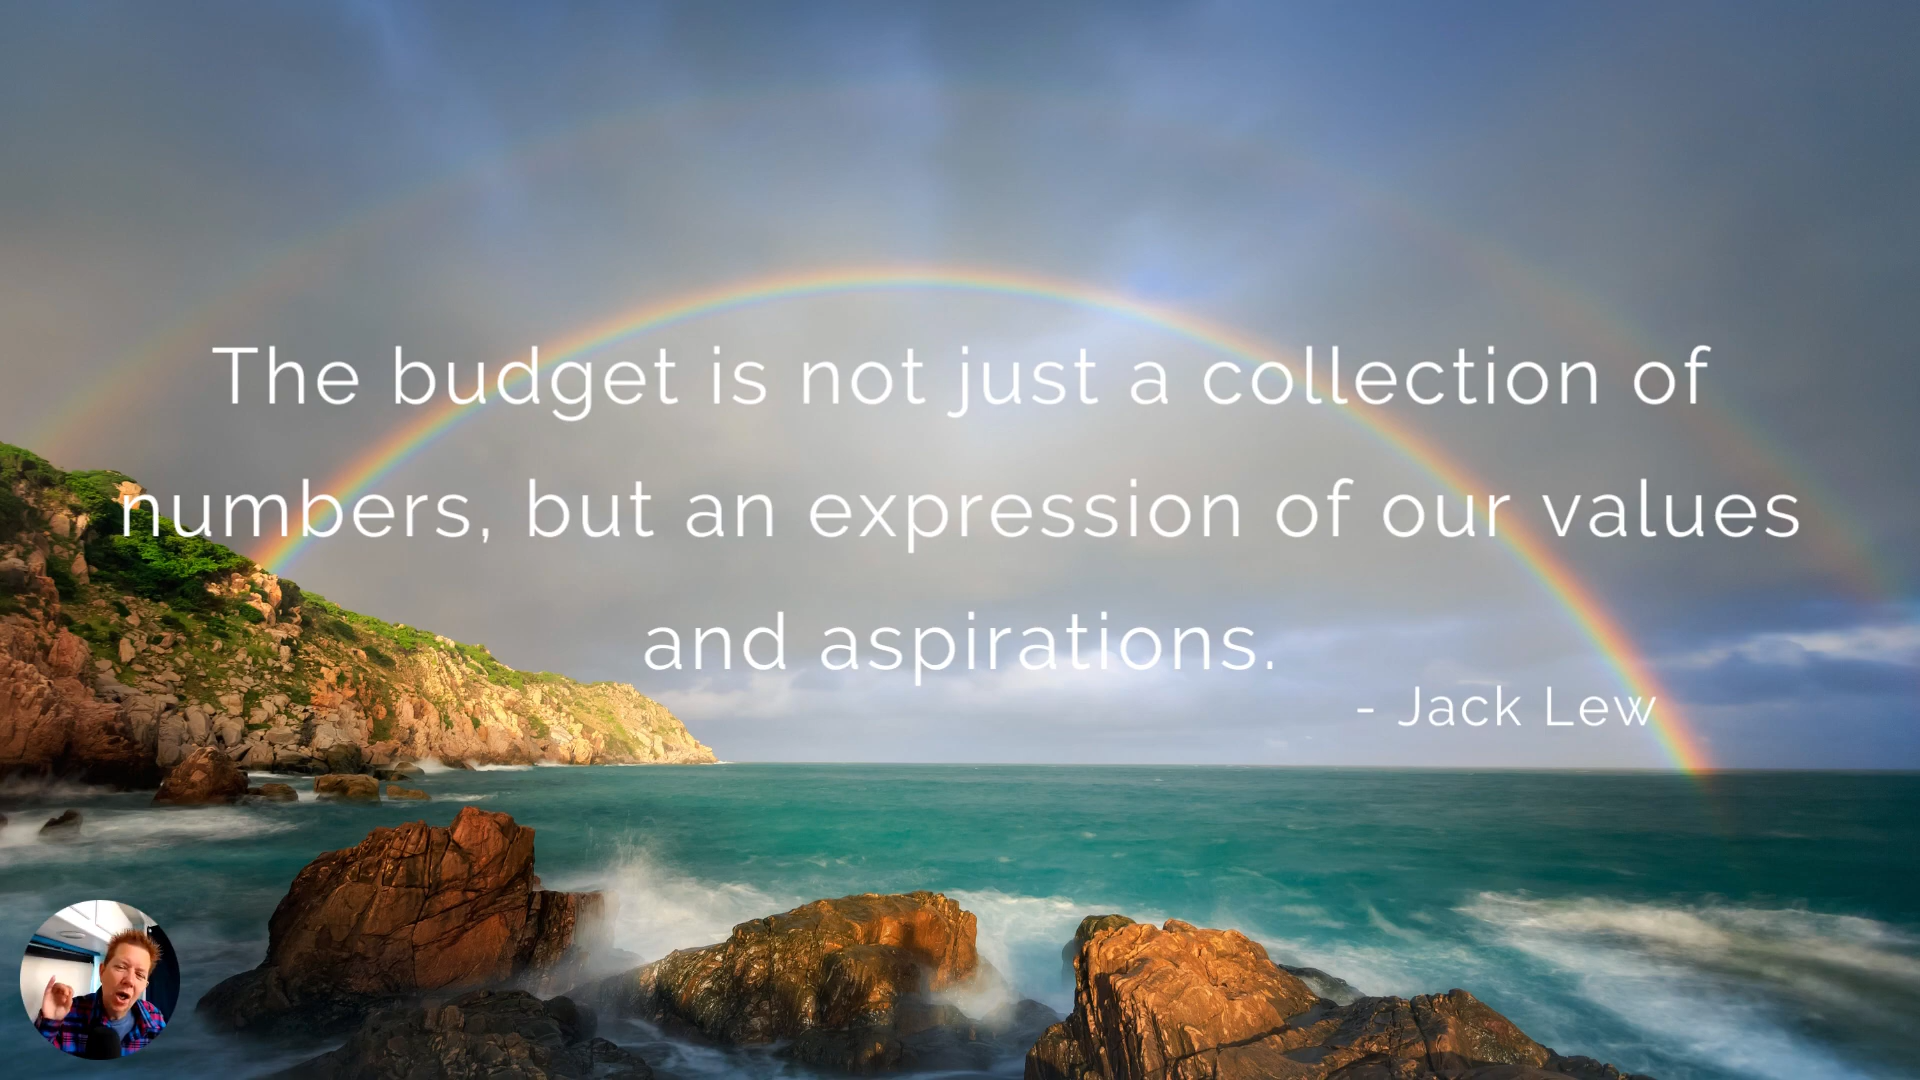 The budget is not just a collection of
numbers, but an expression of our values
and aspirations.
- Jack Lew